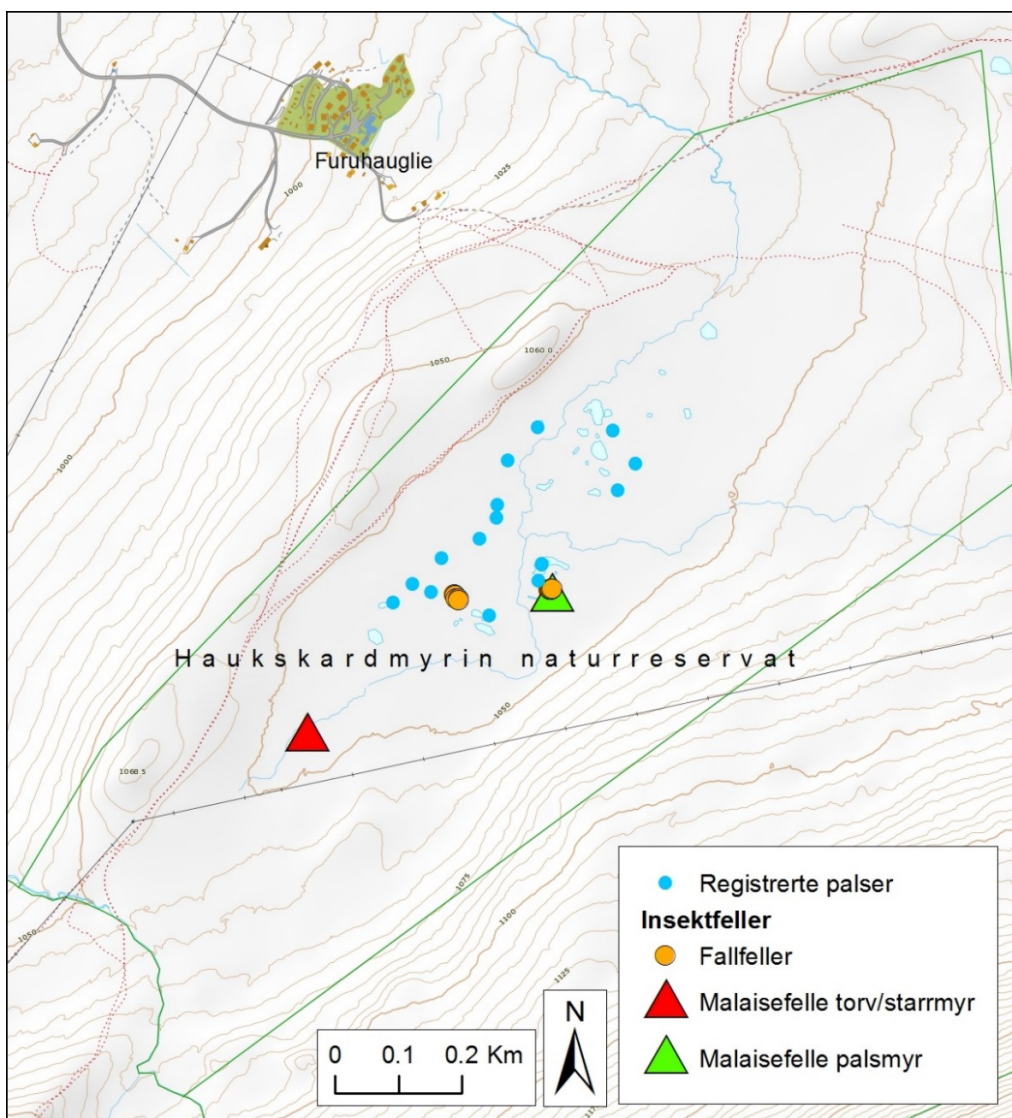 Furuhauglie
1000
1025
1060.0
1050
1000
Haukskardmyrin naturreservat
1050
1068.5
1075
1050
1100
1125
Registrerte palser
Insektfeller
Fallfeller
Malaisefelle torv/starrmyr
Malaisefelle palsmyr
N
0 0.1 0.2 Km